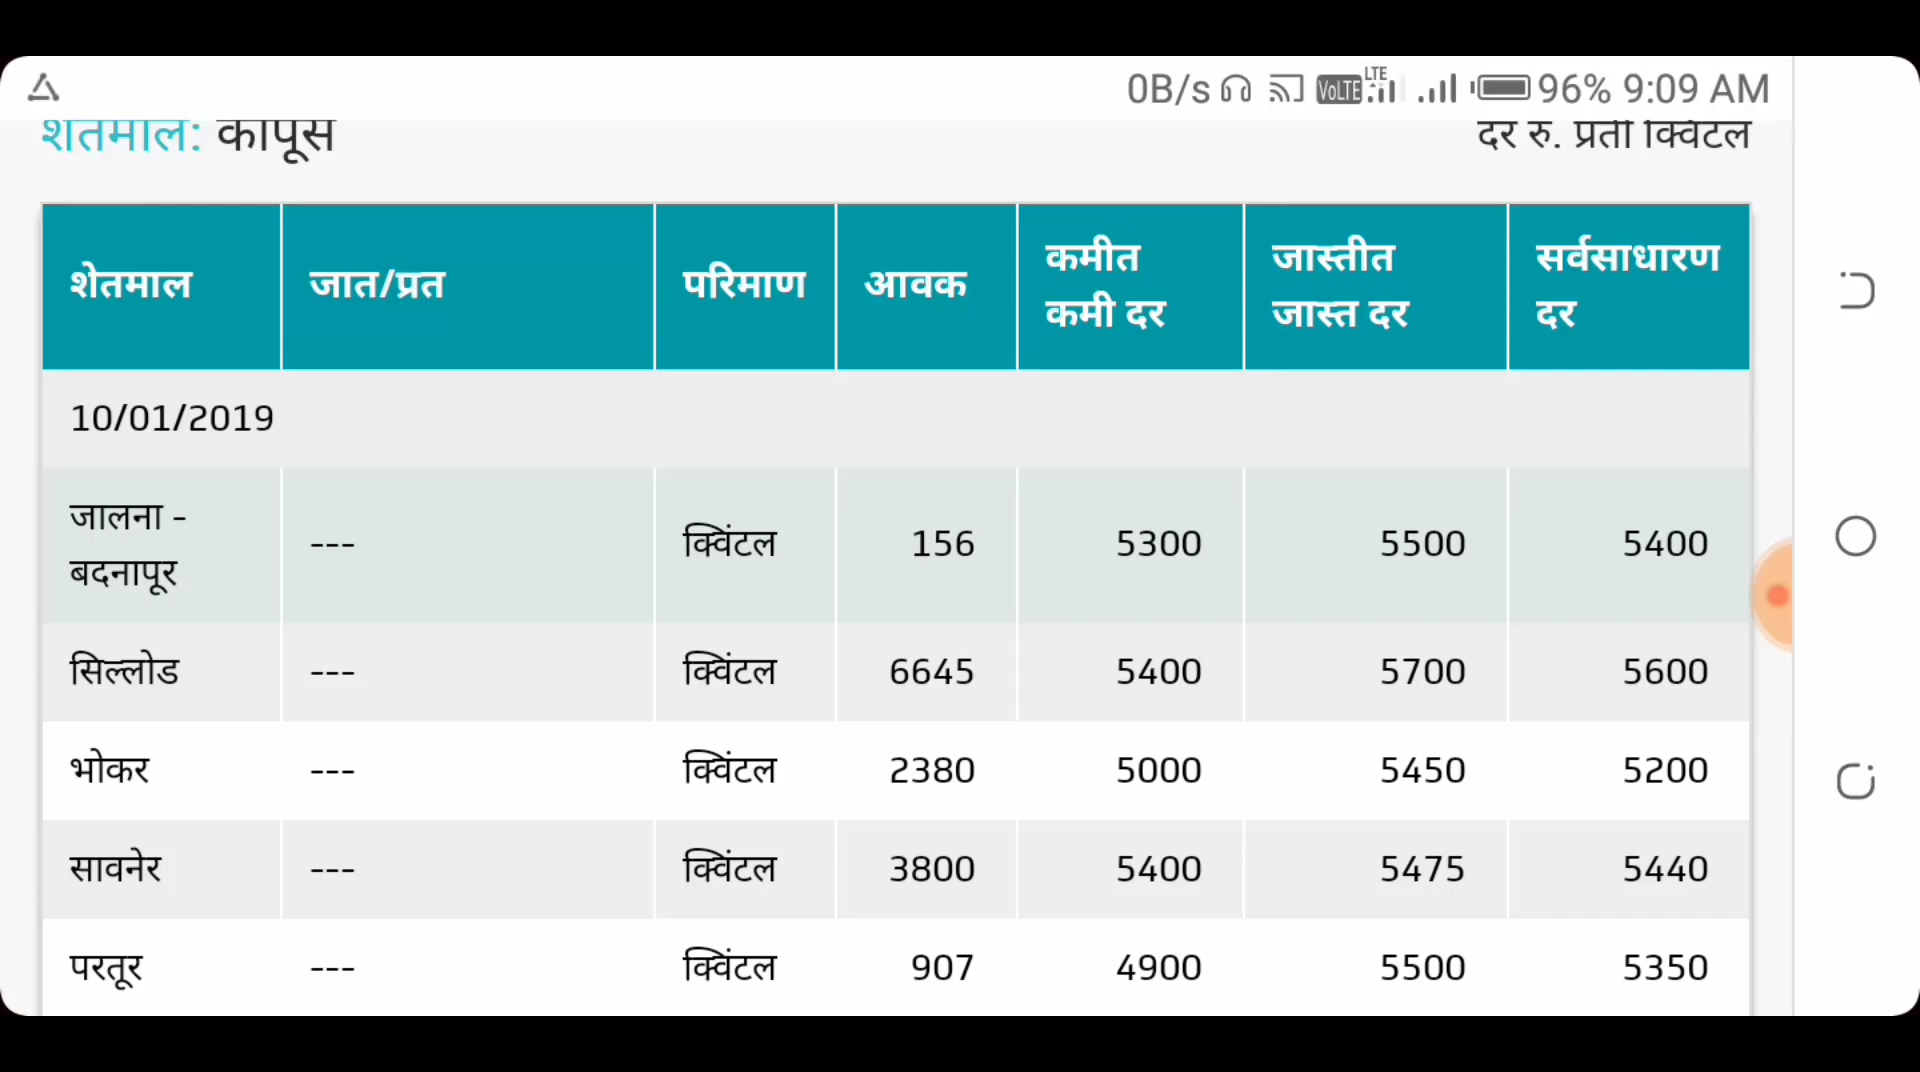 0B/s VoLTE LTE 96% 9:09 AM
शेतमाल: कापूस दर रु. प्रती क्विंटल
शेतमाल जात/प्रत परिमाण आवक कमीत कमी दर जास्तीत जास्त दर सर्वसाधारण दर
10/01/2019
जालना - बदनापूर --- क्विंटल 156 5300 5500 5400
सिल्लोड --- क्विंटल 6645 5400 5700 5600
भोकर --- क्विंटल 2380 5000 5450 5200
सावनेर --- क्विंटल 3800 5400 5475 5440
परतूर --- क्विंटल 907 4900 5500 5350